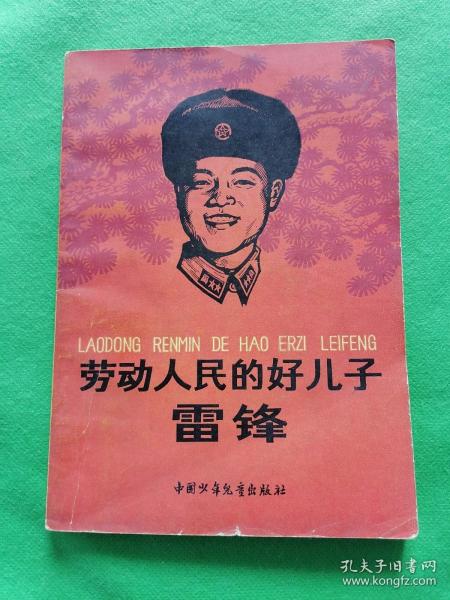 LAODONG RENMIN DE HAO ERZI LEIFENG
劳动人民的好儿子
雷锋
中国少年儿童出版社
孔夫子旧书网
www.kongfz.com